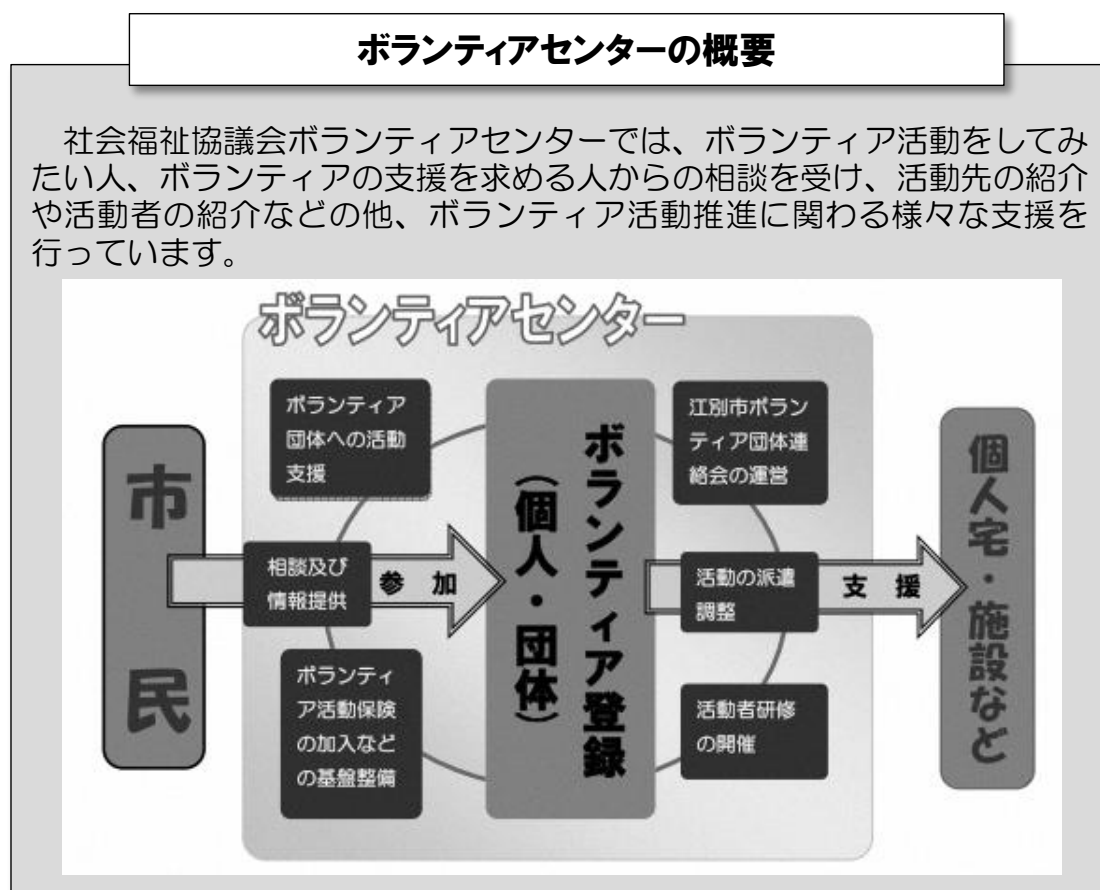 ボランティアセンターの概要
社会福祉協議会ボランティアセンターでは、ボランティア活動をしてみ
たい人、ボランティアの支援を求める人からの相談を受け、活動先の紹介
や活動者の紹介などの他、ボランティア活動推進に関わる様々な支援を
行っています。
ボランティアセンター
市民
ボランティア
団体への活動
支援
相談及び
情報提供
参加
ボランティ
ア活動保険
の加入など
の基盤整備
ボランティア登録
(個人・団体)
江別市ボラン
ティア団体連
絡会の運営
活動の派遣
調整
支援
活動者研修
の開催
個人宅・施設など